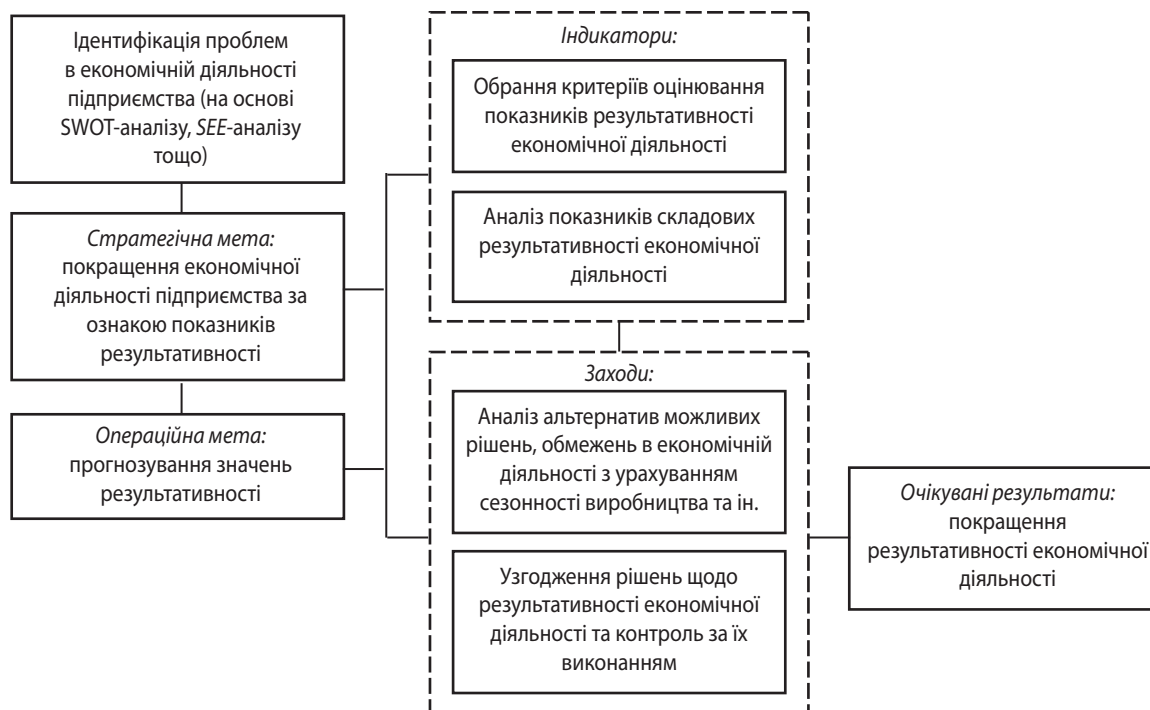 Ідентифікація проблем
в економічній діяльності
підприємства (на основі
SWOT-аналізу, SEE-аналізу
тощо)
Стратегічна мета:
покращення економічної
діяльності підприємства за
ознакою показників
результативності
Операційна мета:
прогнозування значень
результативності
Індикатори:
Обрання критеріїв оцінювання
показників результативності
економічної діяльності
Аналіз показників складових
результативності економічної
діяльності
Заходи:
Аналіз альтернатив можливих
рішень, обмежень в економічній
діяльності з урахуванням
сезонності виробництва та ін.
Узгодження рішень щодо
результативності економічної
діяльності та контроль за їх
виконанням
Очікувані результати:
покращення
результативності економічної
діяльності